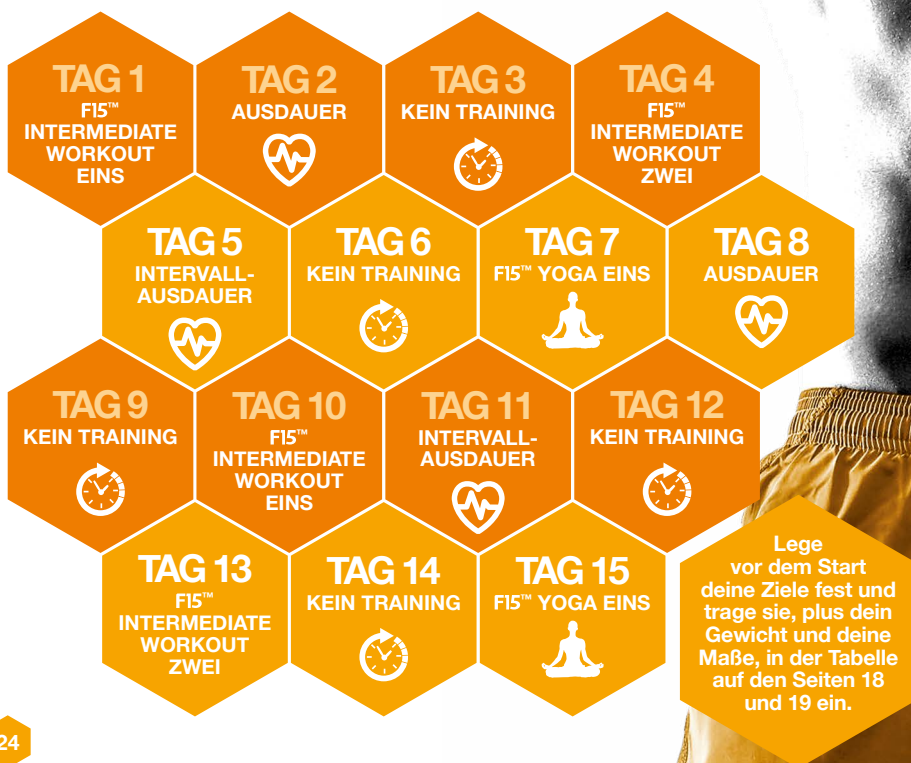 TAG 1
F15™
INTERMEDIATE
WORKOUT
EINS
TAG 2
AUSDAUER
TAG 3
KEIN TRAINING
TAG 4
F15™
INTERMEDIATE
WORKOUT
ZWEI
TAG 5
INTERVALL-
AUSDAUER
TAG 6
KEIN TRAINING
TAG 7
F15™ YOGA EINS
TAG 8
AUSDAUER
TAG 9
KEIN TRAINING
TAG 10
F15™
INTERMEDIATE
WORKOUT
EINS
TAG 11
INTERVALL-
AUSDAUER
TAG 12
KEIN TRAINING
TAG 13
F15™
INTERMEDIATE
WORKOUT
ZWEI
TAG 14
KEIN TRAINING
TAG 15
F15™ YOGA EINS
Lege
vor dem Start
deine Ziele fest und
trage sie, plus dein
Gewicht und deine
Maße, in der Tabelle
auf den Seiten 18
und 19 ein.
24